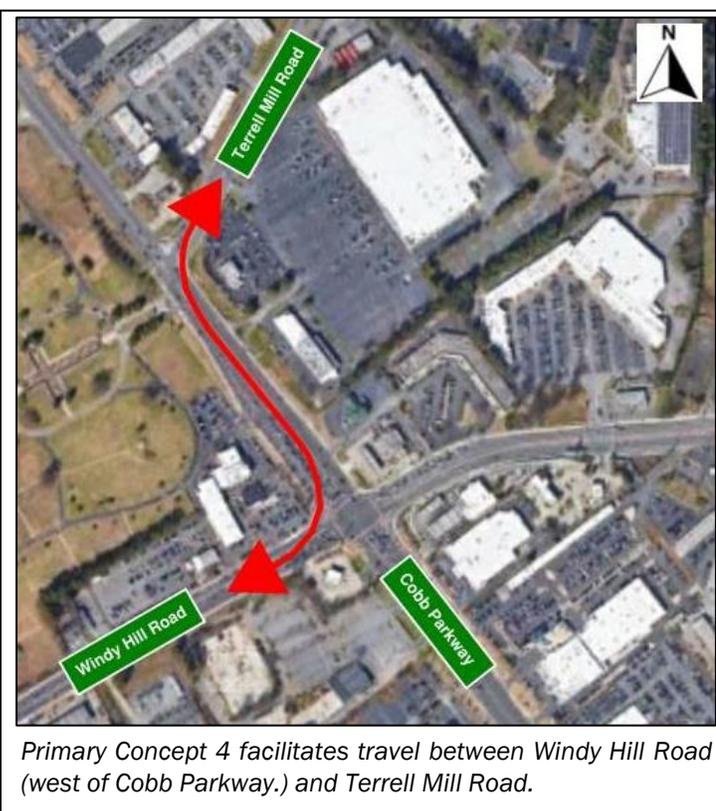 N
Terrell Mill Road
Windy Hill Road
Cobb Parkway
Primary Concept 4 facilitates travel between Windy Hill Road
(west of Cobb Parkway.) and Terrell Mill Road.